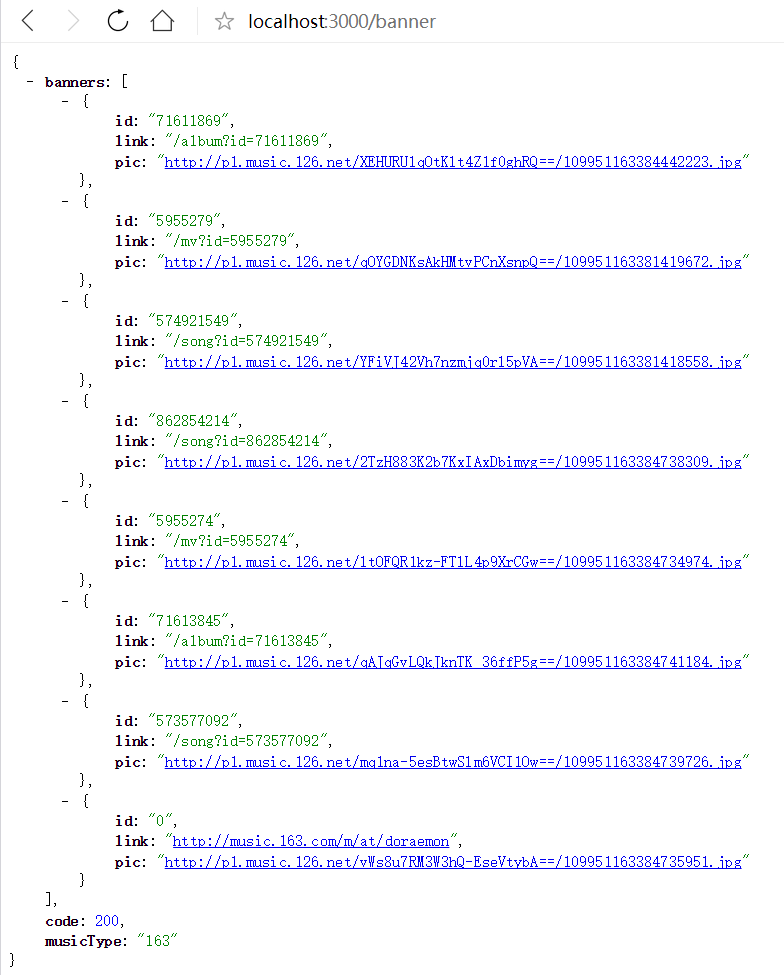 localhost:3000/banner
{
- banners: [
- {
id: "71611869",
link: "/album?id=71611869",
pic: "http://p1.music.126.net/XEHURU1qOtK1t4Z1f0ghRQ==/109951163384442223.jpg"
},
- {
id: "5955279",
link: "/mv?id=5955279",
pic: "http://p1.music.126.net/qOYGDNKsAkHMtvPCnXsnpQ==/109951163381419672.jpg"
},
- {
id: "574921549",
link: "/song?id=574921549",
pic: "http://p1.music.126.net/YFiVJ42Vh7nzmjq0r15pVA==/109951163381418558.jpg"
},
- {
id: "862854214",
link: "/song?id=862854214",
pic: "http://p1.music.126.net/2TzH883K2b7KxIAxDbimyg==/109951163384738309.jpg"
},
- {
id: "5955274",
link: "/mv?id=5955274",
pic: "http://p1.music.126.net/1tOFQR1kz-FT1L4p9XrCGw==/109951163384734974.jpg"
},
- {
id: "71613845",
link: "/album?id=71613845",
pic: "http://p1.music.126.net/qAJqGvLQkJknTK_36ffP5g==/109951163384741184.jpg"
},
- {
id: "573577092",
link: "/song?id=573577092",
pic: "http://p1.music.126.net/mq1na-5esBtwS1m6VCI1Ow==/109951163384739726.jpg"
},
- {
id: "0",
link: "http://music.163.com/m/at/doraemon",
pic: "http://p1.music.126.net/vWs8u7RM3W3hQ-EseVtybA==/109951163384735951.jpg"
}
],
code: 200,
musicType: "163"
}